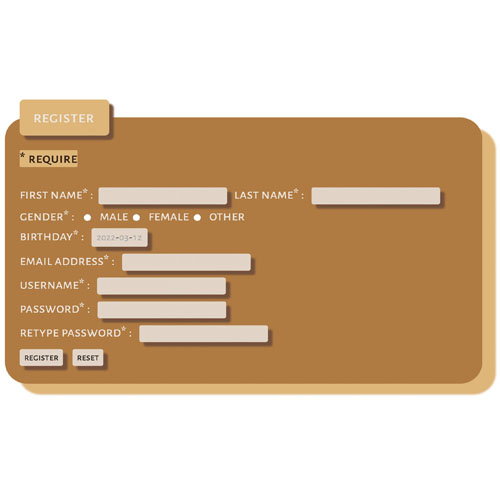 REGISTER
* REQUIRE
FIRST NAME* : LAST NAME* :
GENDER* : MALE FEMALE OTHER
BIRTHDAY* : 2022-03-12
EMAIL ADDRESS* :
USERNAME* :
PASSWORD* :
RETYPE PASSWORD* :
REGISTER RESET